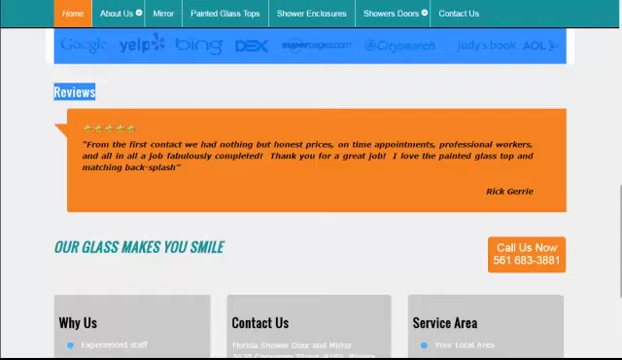 Home About Us Mirror Painted Glass Tops Shower Enclosures Showers Doors Contact Us
Google yelp bing DEX superpages.com Citysearch judy's book AOL
Reviews
"From the first contact we had nothing but honest prices, on time appointments, professional workers,
and all in all a job fabulously completed! Thank you for a great job! I love the painted glass top and
matching back-splash"
Rick Gerrie
OUR GLASS MAKES YOU SMILE
Call Us Now
561 683-3881
Why Us Contact Us Service Area
Experienced staff Florida Shower Door and Mirror Your Local Area